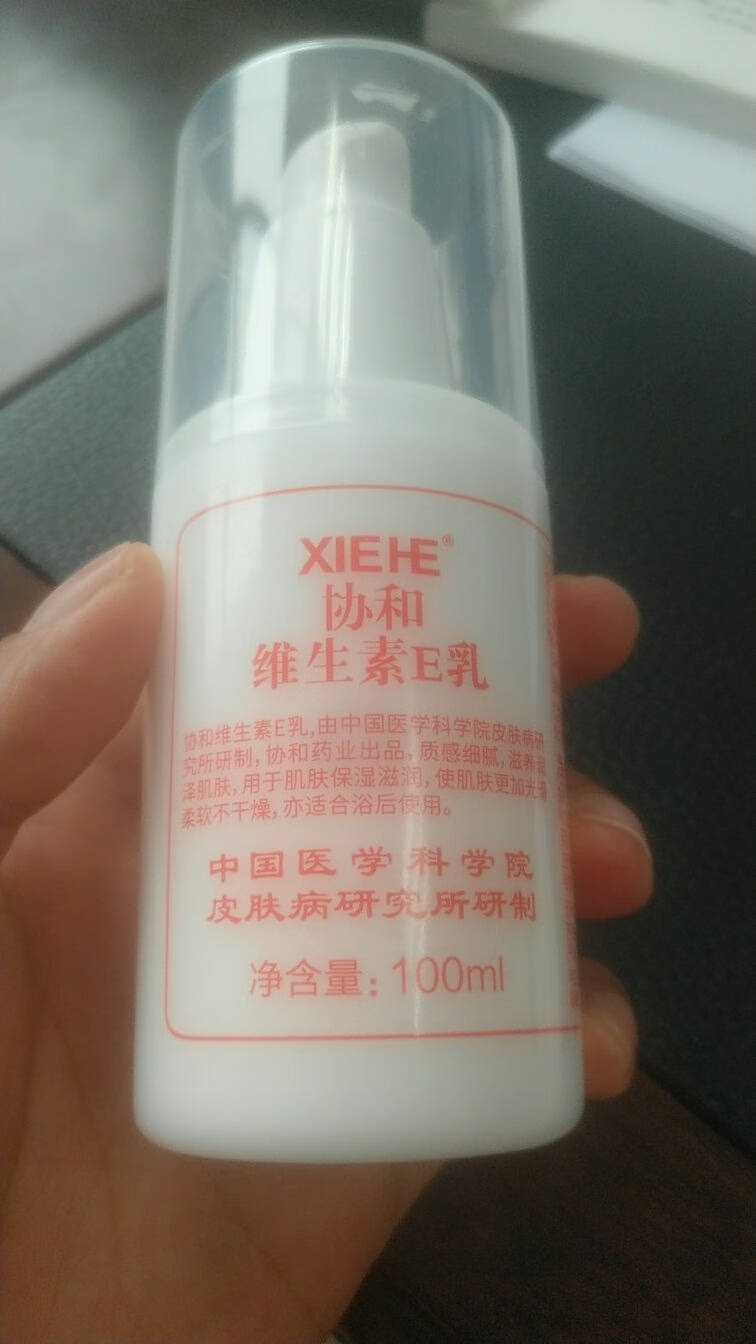 XIEHE®
协和
维生素E乳
协和维生素E乳,由中国医学科学院皮肤病研
究所研制,协和药业出品,质感细腻,滋养润
泽肌肤,用于肌肤保湿滋润,使肌肤更加光滑
柔软不干燥,亦适合浴后使用。
中国医学科学院
皮肤病研究所研制
净含量:100ml